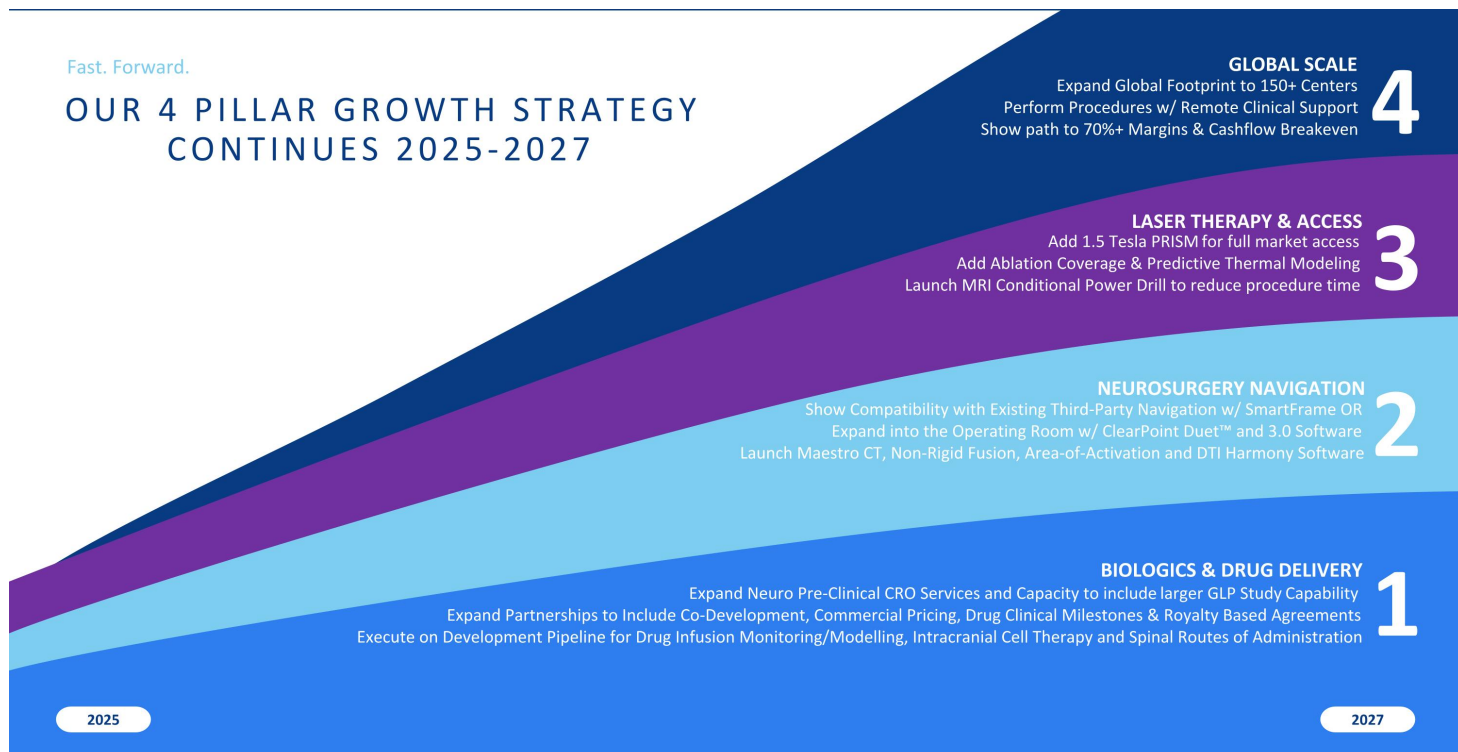 Fast. Forward.
OUR 4 PILLAR GROWTH STRATEGY
CONTINUES 2025-2027
GLOBAL SCALE
Expand Global Footprint to 150+ Centers
Perform Procedures w/ Remote Clinical Support
Show path to 70%+ Margins & Cashflow Breakeven
4
LASER THERAPY & ACCESS
Add 1.5 Tesla PRISM for full market access
Add Ablation Coverage & Predictive Thermal Modeling
Launch MRI Conditional Power Drill to reduce procedure time
3
NEUROSURGERY NAVIGATION
Show Compatibility with Existing Third-Party Navigation w/ SmartFrame OR
Expand into the Operating Room w/ ClearPoint Duet™ and 3.0 Software
Launch Maestro CT, Non-Rigid Fusion, Area-of-Activation and DTI Harmony Software
2
BIOLOGICS & DRUG DELIVERY
Expand Neuro Pre-Clinical CRO Services and Capacity to include larger GLP Study Capability
Expand Partnerships to Include Co-Development, Commercial Pricing, Drug Clinical Milestones & Royalty Based Agreements
Execute on Development Pipeline for Drug Infusion Monitoring/Modelling, Intracranial Cell Therapy and Spinal Routes of Administration
1
2025
2027